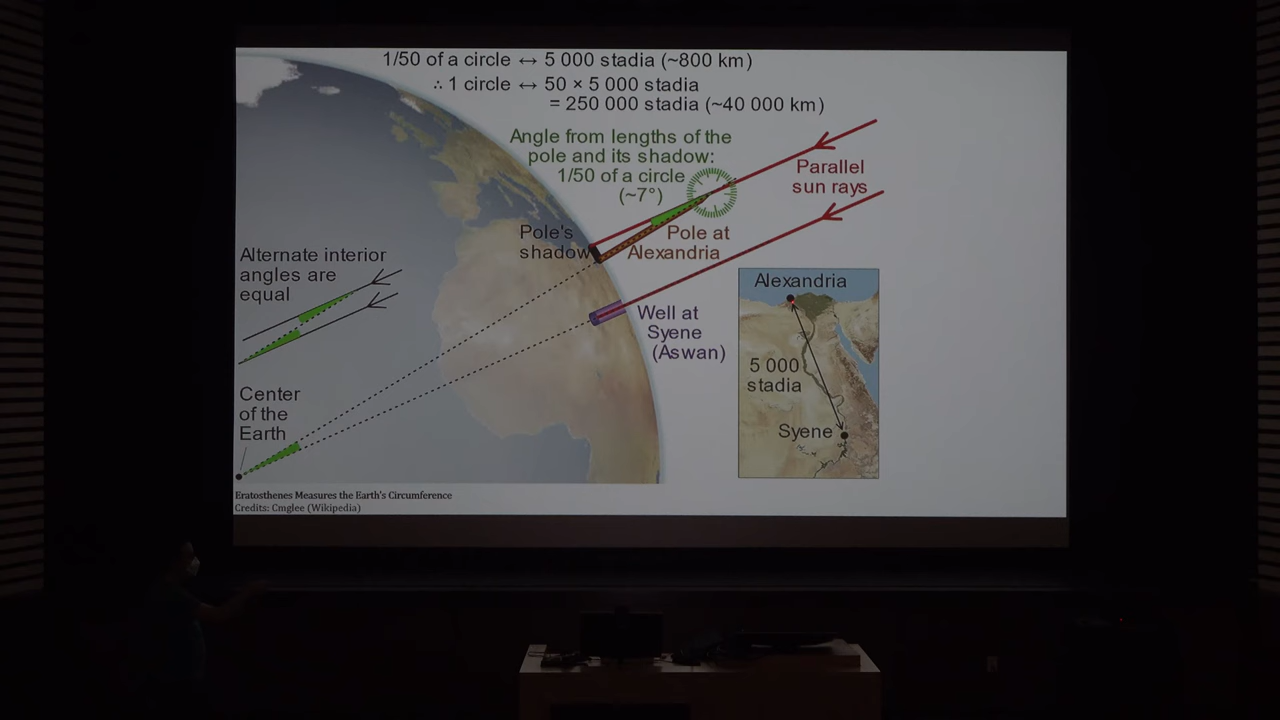 1/50 of a circle ↔ 5 000 stadia (~800 km)
∴ 1 circle ↔ 50 × 5 000 stadia
= 250 000 stadia (~40 000 km)
Angle from lengths of the
pole and its shadow:
1/50 of a circle
(~7°)
Parallel
sun rays
Pole's
shadow
Pole at
Alexandria
Alternate interior
angles are
equal
Well at
Syene
(Aswan)
Alexandria
5 000
stadia
Syene
Center
of the
Earth
Eratosthenes Measures the Earth's Circumference
Credits: Cmglee (Wikipedia)